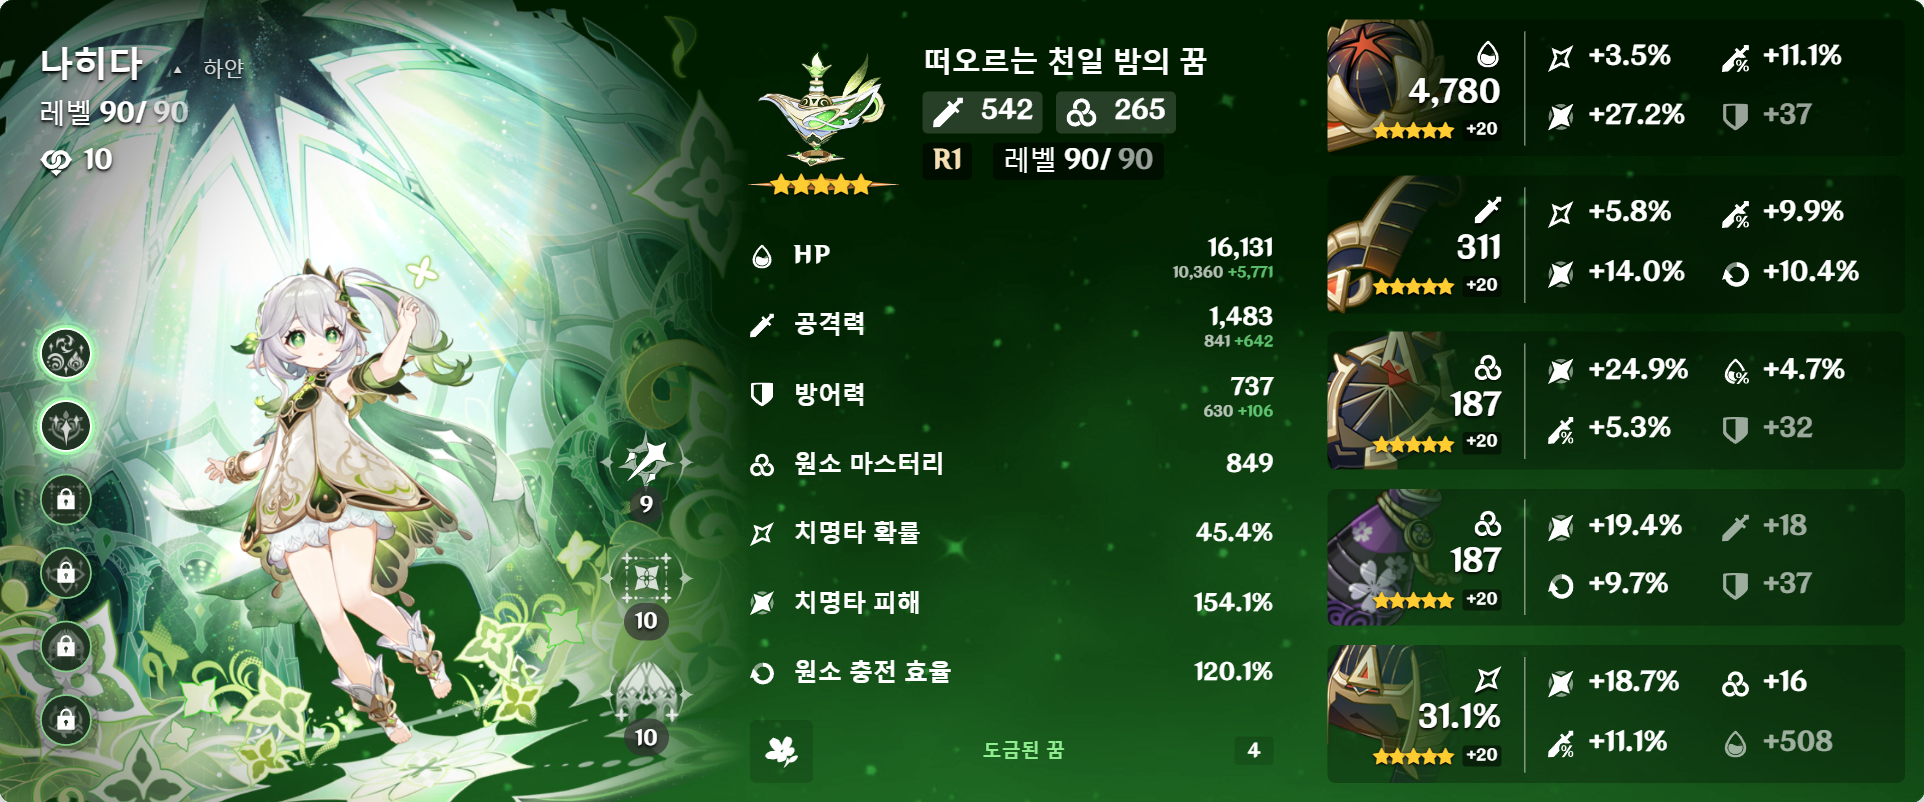 나히다 ▲ 하얀
레벨 90/ 90
10
9
10
10
떠오르는 천일 밤의 꿈
542 265
R1 레벨 90/ 90
HP 16,131
10,360 +5,771
공격력 1,483
841 +642
방어력 737
630 +106
원소 마스터리 849
치명타 확률 45.4%
치명타 피해 154.1%
원소 충전 효율 120.1%
도금된 꿈 4
4,780
+20
+3.5% +11.1%
+27.2% +37
311
+20
+5.8% +9.9%
+14.0% +10.4%
187
+20
+24.9% +4.7%
+5.3% +32
187
+20
+19.4% +18
+9.7% +37
31.1%
+20
+18.7% +16
+11.1% +508